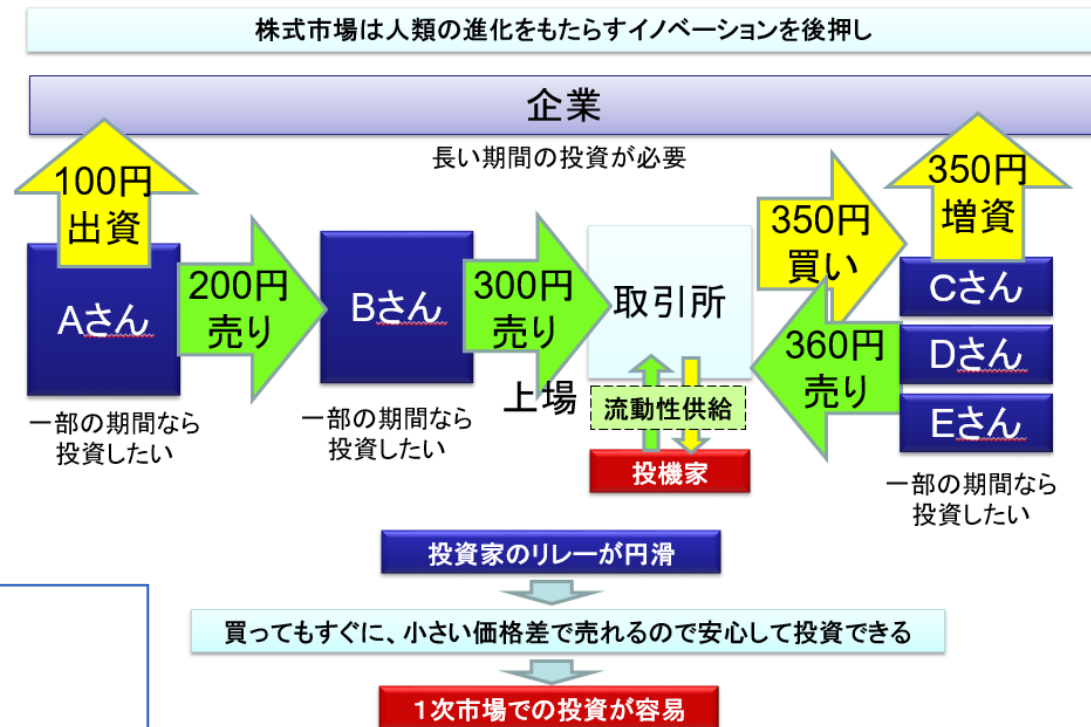 株式市場は人類の進化をもたらすイノベーションを後押し
企業
長い期間の投資が必要
100円
出資
Aさん
一部の期間なら
投資したい
200円
売り
Bさん
一部の期間なら
投資したい
300円
売り
上場
取引所
流動性供給
投機家
350円
買い
360円
売り
350円
増資
Cさん
Dさん
Eさん
一部の期間なら
投資したい
投資家のリレーが円滑
買ってもすぐに、小さい価格差で売れるので安心して投資できる
1次市場での投資が容易